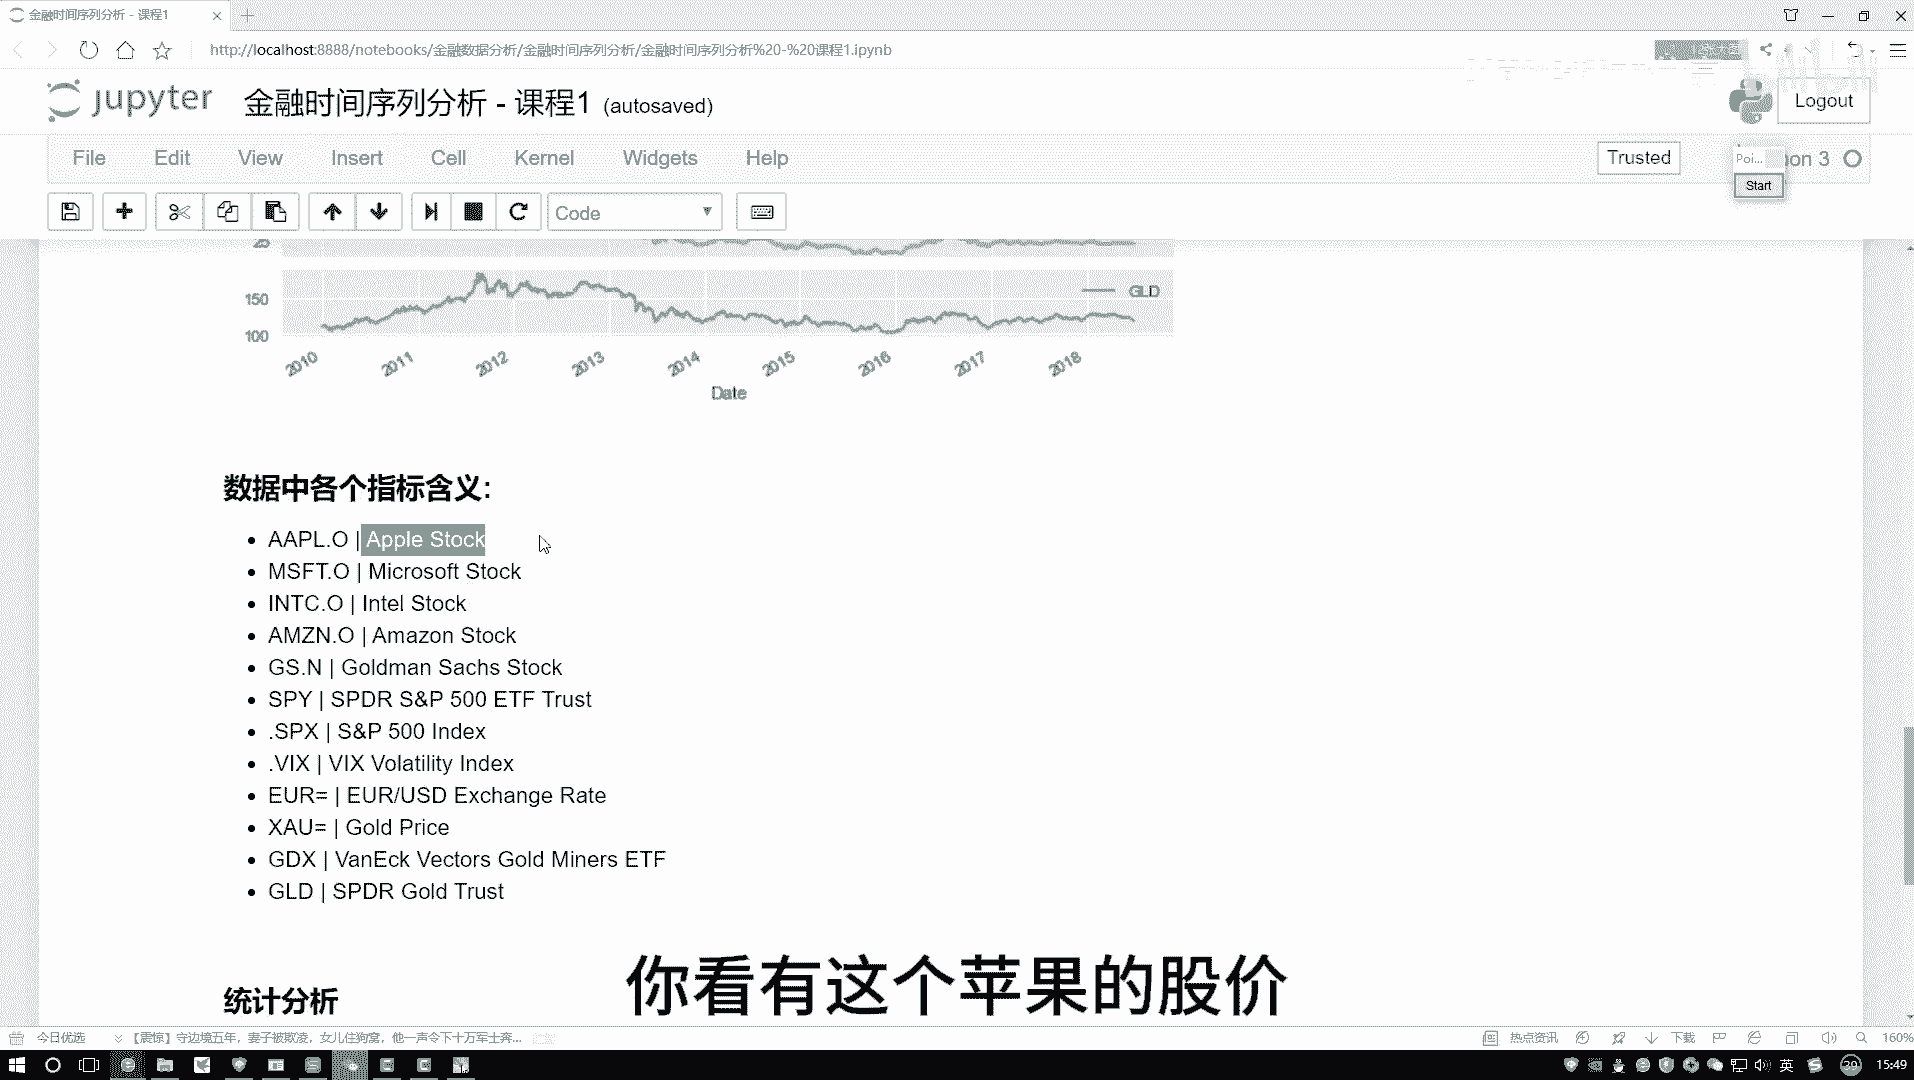 金融时间序列分析 - 课程1
http://localhost:8888/notebooks/金融数据分析/金融时间序列分析/金融时间序列分析%20-%20课程1.ipynb
jupyter 金融时间序列分析 - 课程1 (autosaved)
Logout
File Edit View Insert Cell Kernel Widgets Help
Trusted
Poi... on 3
Start
Code
25
150
GLD
100
2010 2011 2012 2013 2014 2015 2016 2017 2018
Date
数据中各个指标含义:
AAPL.O | Apple Stock
MSFT.O | Microsoft Stock
INTC.O | Intel Stock
AMZN.O | Amazon Stock
GS.N | Goldman Sachs Stock
SPY | SPDR S&P 500 ETF Trust
.SPX | S&P 500 Index
.VIX | VIX Volatility Index
EUR= | EUR/USD Exchange Rate
XAU= | Gold Price
GDX | VanEck Vectors Gold Miners ETF
GLD | SPDR Gold Trust
统计分析
你看有这个苹果的股价
今日优选 【震惊】守边境五年，妻子被欺凌，女儿住狗窝，他一声令下十万军士奔...
热点资讯 下载 160%
英 15:49